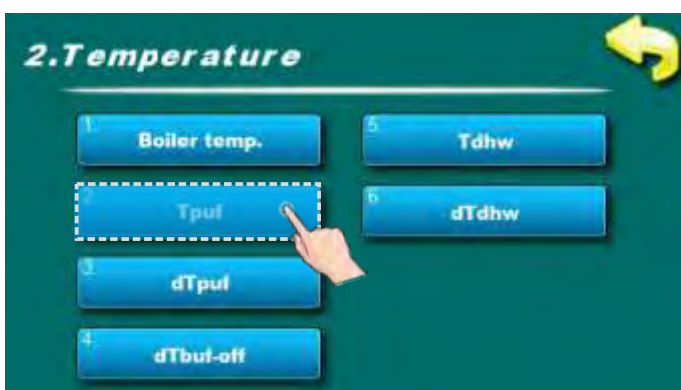 2.Temperature
1. Boiler temp.
2. Tpuf
3. dTpuf
4. dTbuf-off
5. Tdhw
6. dTdhw